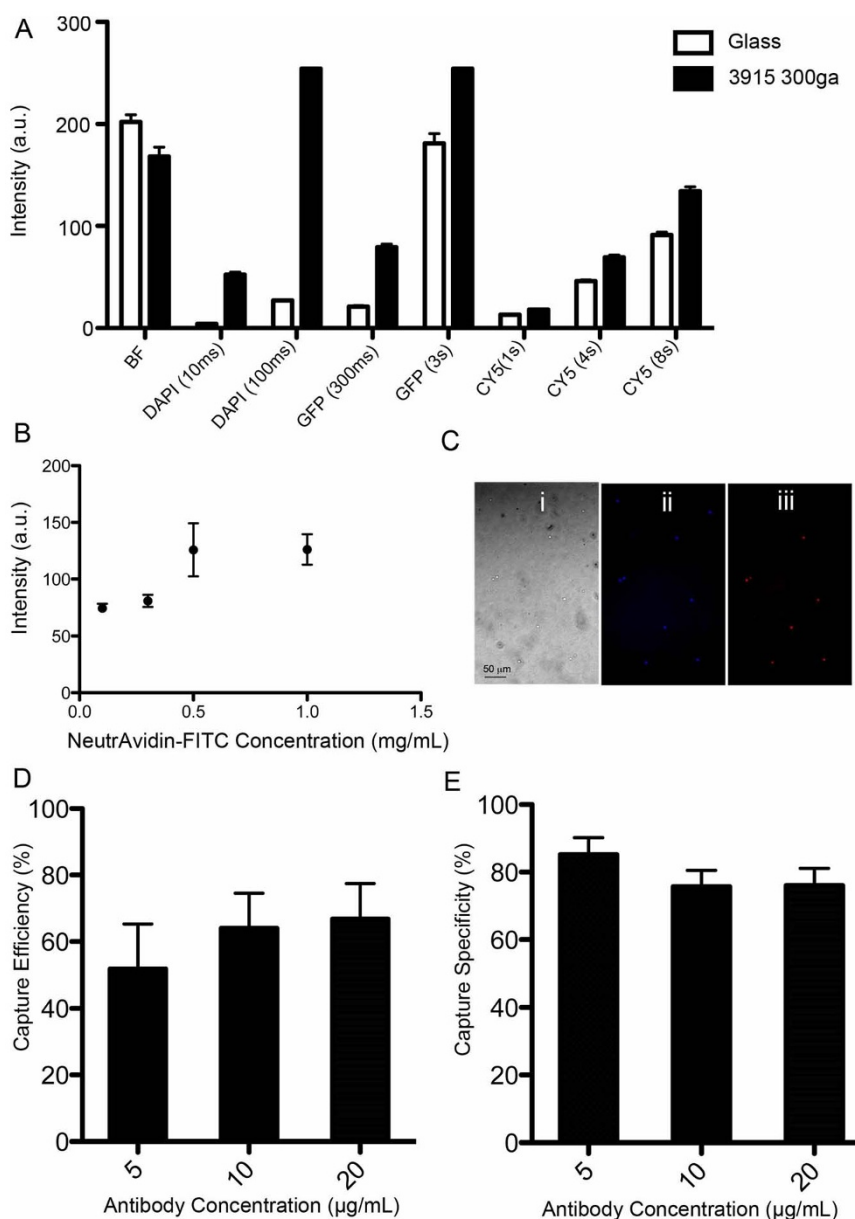 A
300
200
100
0
Intensity (a.u.)
Glass
3915 300ga
BF
DAPI (10ms)
DAPI (100ms)
GFP (300ms)
GFP (3s)
CY5(1s)
CY5 (4s)
CY5 (8s)
B
200
150
100
50
0
Intensity (a.u.)
0.0
0.5
1.0
1.5
NeutrAvidin-FITC Concentration (mg/mL)
C
i
ii
iii
50 µm
D
100
80
60
40
20
0
Capture Efficiency (%)
5
10
20
Antibody Concentration (µg/mL)
E
100
80
60
40
20
0
Capture Specificity (%)
5
10
20
Antibody Concentration (µg/mL)